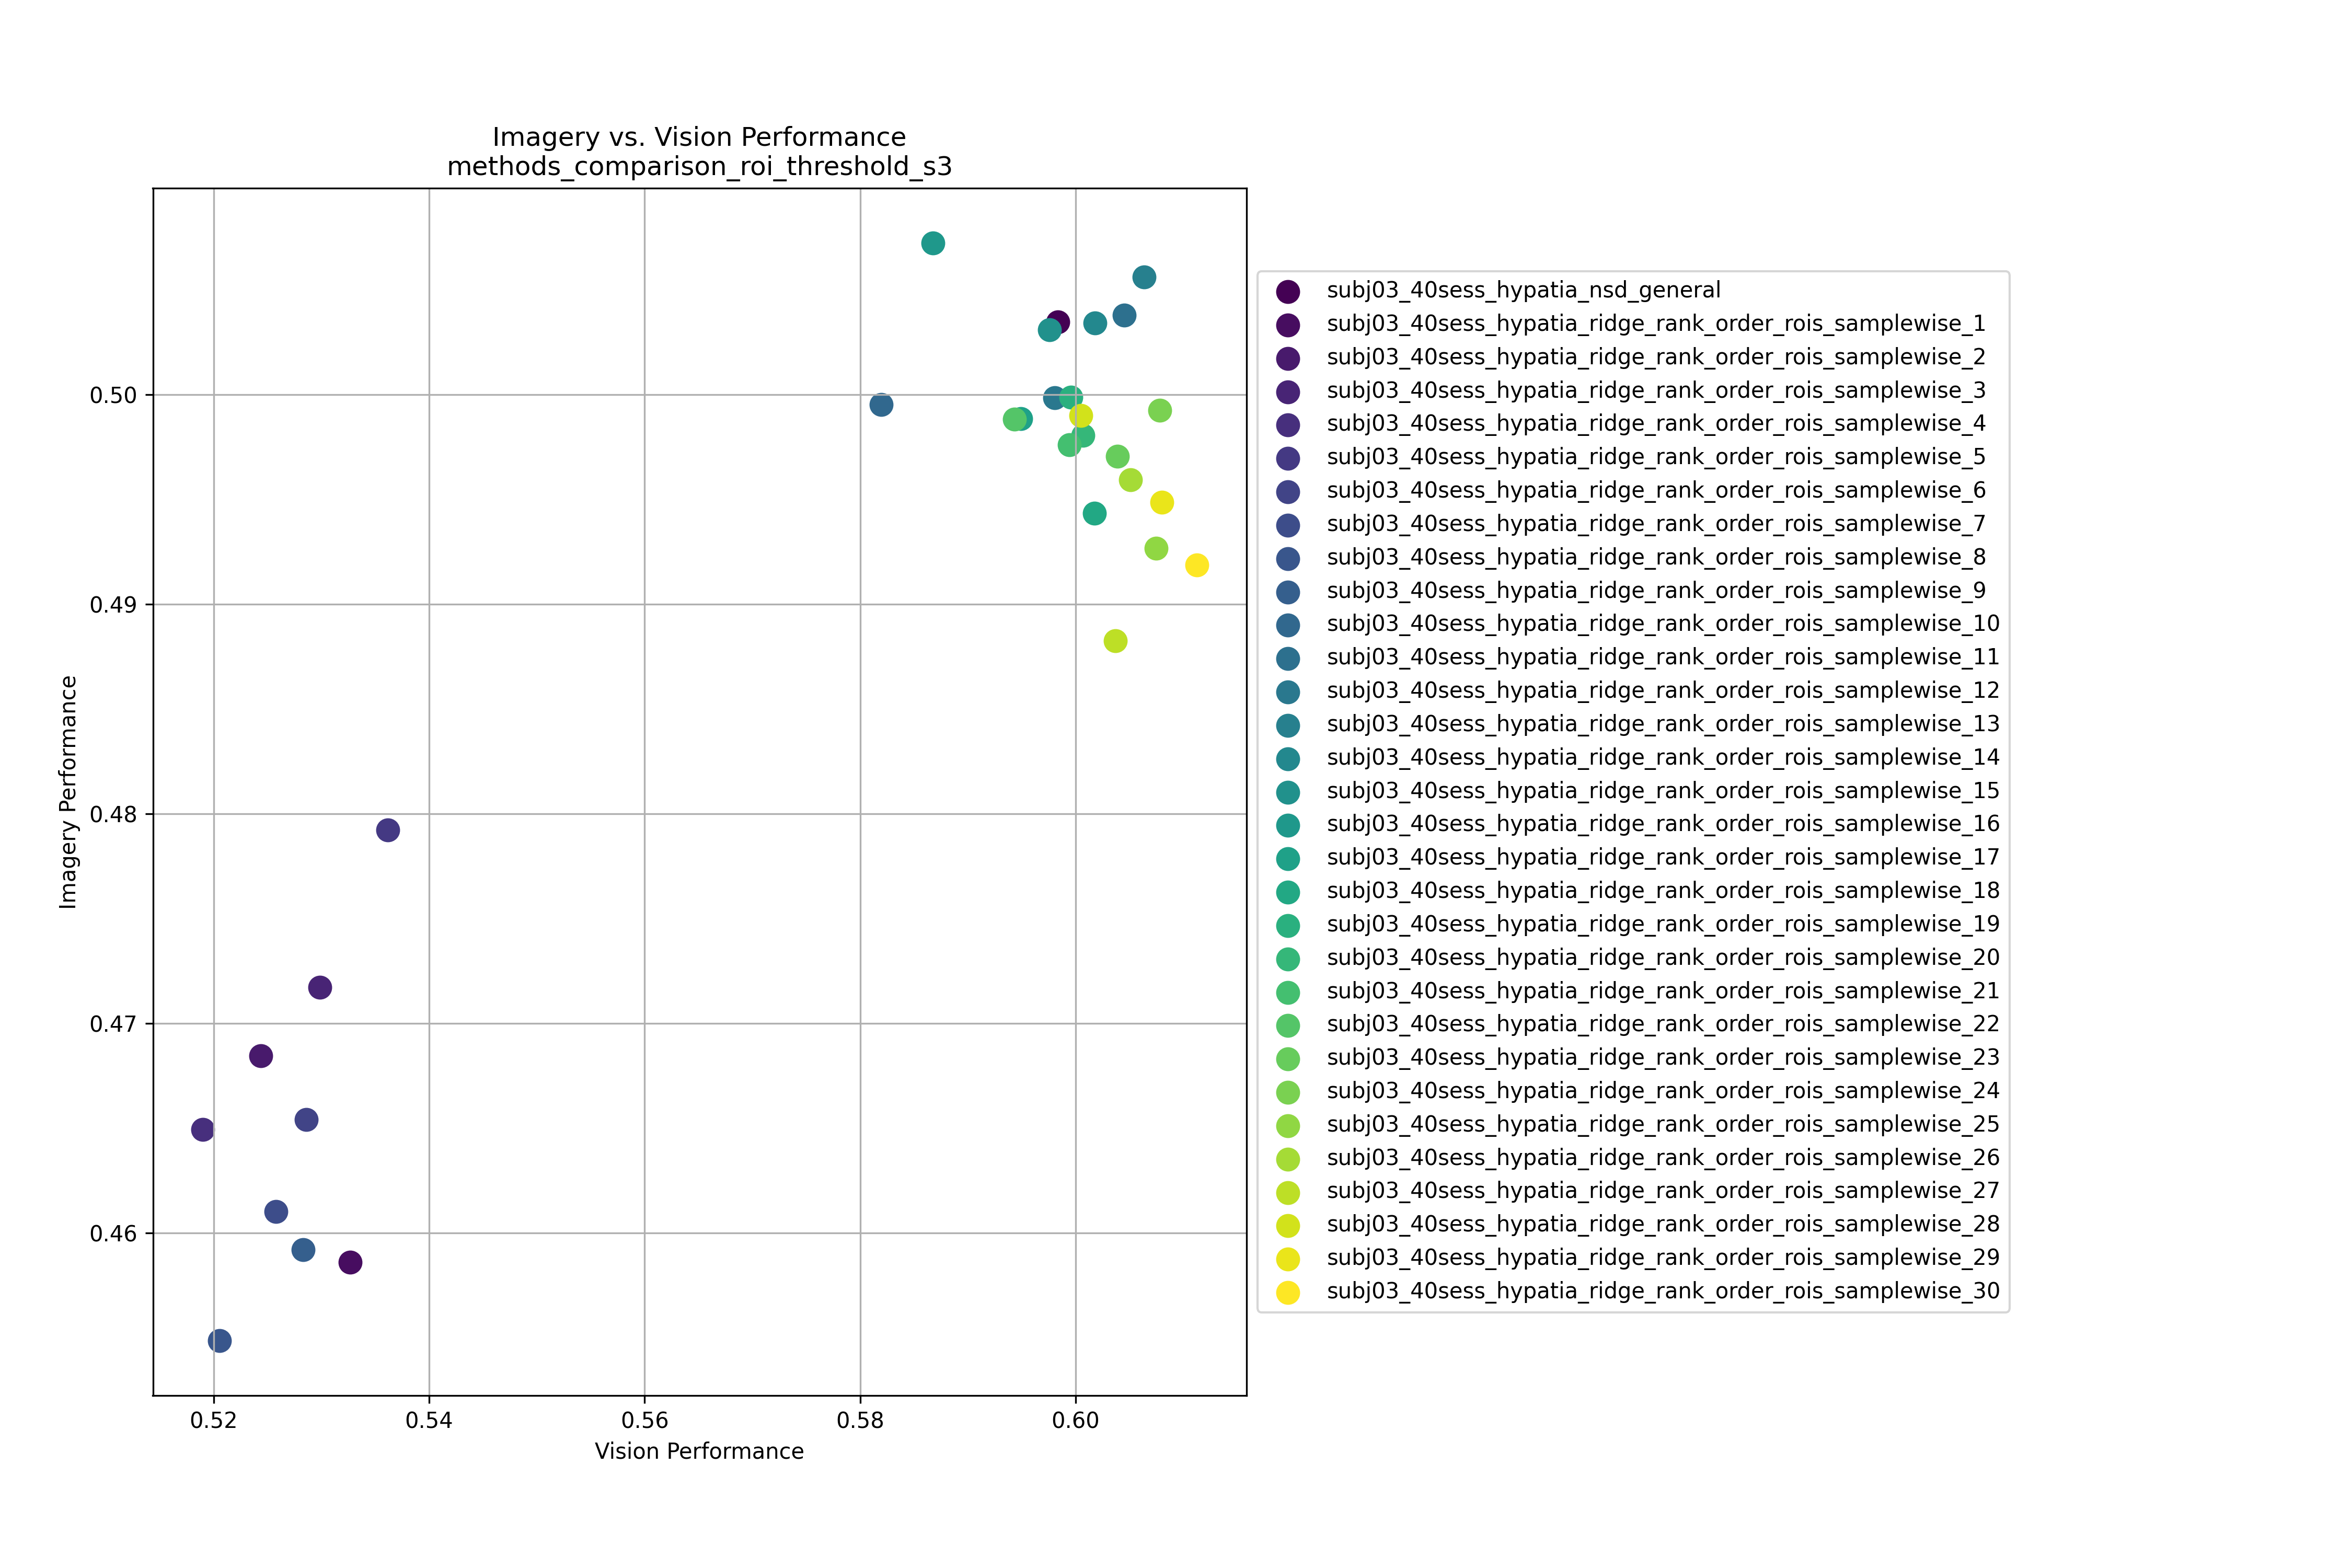 Imagery vs. Vision Performance
methods_comparison_roi_threshold_s3
Imagery Performance
0.50
0.49
0.48
0.47
0.46
0.52 0.54 0.56 0.58 0.60
Vision Performance
subj03_40sess_hypatia_nsd_general
subj03_40sess_hypatia_ridge_rank_order_rois_samplewise_1
subj03_40sess_hypatia_ridge_rank_order_rois_samplewise_2
subj03_40sess_hypatia_ridge_rank_order_rois_samplewise_3
subj03_40sess_hypatia_ridge_rank_order_rois_samplewise_4
subj03_40sess_hypatia_ridge_rank_order_rois_samplewise_5
subj03_40sess_hypatia_ridge_rank_order_rois_samplewise_6
subj03_40sess_hypatia_ridge_rank_order_rois_samplewise_7
subj03_40sess_hypatia_ridge_rank_order_rois_samplewise_8
subj03_40sess_hypatia_ridge_rank_order_rois_samplewise_9
subj03_40sess_hypatia_ridge_rank_order_rois_samplewise_10
subj03_40sess_hypatia_ridge_rank_order_rois_samplewise_11
subj03_40sess_hypatia_ridge_rank_order_rois_samplewise_12
subj03_40sess_hypatia_ridge_rank_order_rois_samplewise_13
subj03_40sess_hypatia_ridge_rank_order_rois_samplewise_14
subj03_40sess_hypatia_ridge_rank_order_rois_samplewise_15
subj03_40sess_hypatia_ridge_rank_order_rois_samplewise_16
subj03_40sess_hypatia_ridge_rank_order_rois_samplewise_17
subj03_40sess_hypatia_ridge_rank_order_rois_samplewise_18
subj03_40sess_hypatia_ridge_rank_order_rois_samplewise_19
subj03_40sess_hypatia_ridge_rank_order_rois_samplewise_20
subj03_40sess_hypatia_ridge_rank_order_rois_samplewise_21
subj03_40sess_hypatia_ridge_rank_order_rois_samplewise_22
subj03_40sess_hypatia_ridge_rank_order_rois_samplewise_23
subj03_40sess_hypatia_ridge_rank_order_rois_samplewise_24
subj03_40sess_hypatia_ridge_rank_order_rois_samplewise_25
subj03_40sess_hypatia_ridge_rank_order_rois_samplewise_26
subj03_40sess_hypatia_ridge_rank_order_rois_samplewise_27
subj03_40sess_hypatia_ridge_rank_order_rois_samplewise_28
subj03_40sess_hypatia_ridge_rank_order_rois_samplewise_29
subj03_40sess_hypatia_ridge_rank_order_rois_samplewise_30